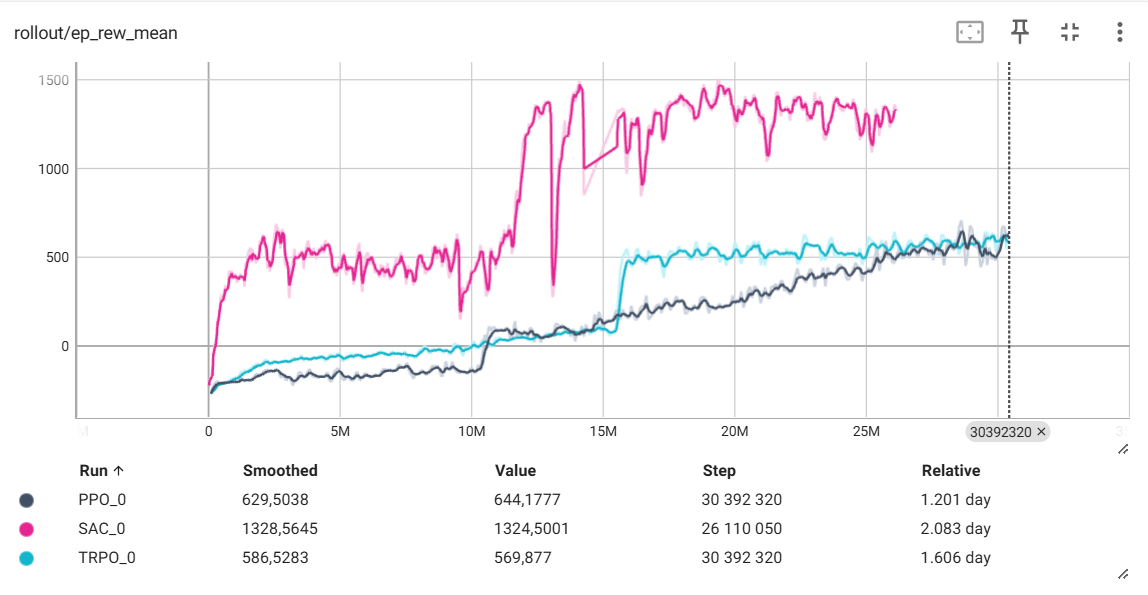 rollout/ep_rew_mean
1500
1000
500
0
M 0 5M 10M 15M 20M 25M 30392320 × 3
Run ↑ Smoothed Value Step Relative
PPO_0 629,5038 644,1777 30 392 320 1.201 day
SAC_0 1328,5645 1324,5001 26 110 050 2.083 day
TRPO_0 586,5283 569,877 30 392 320 1.606 day